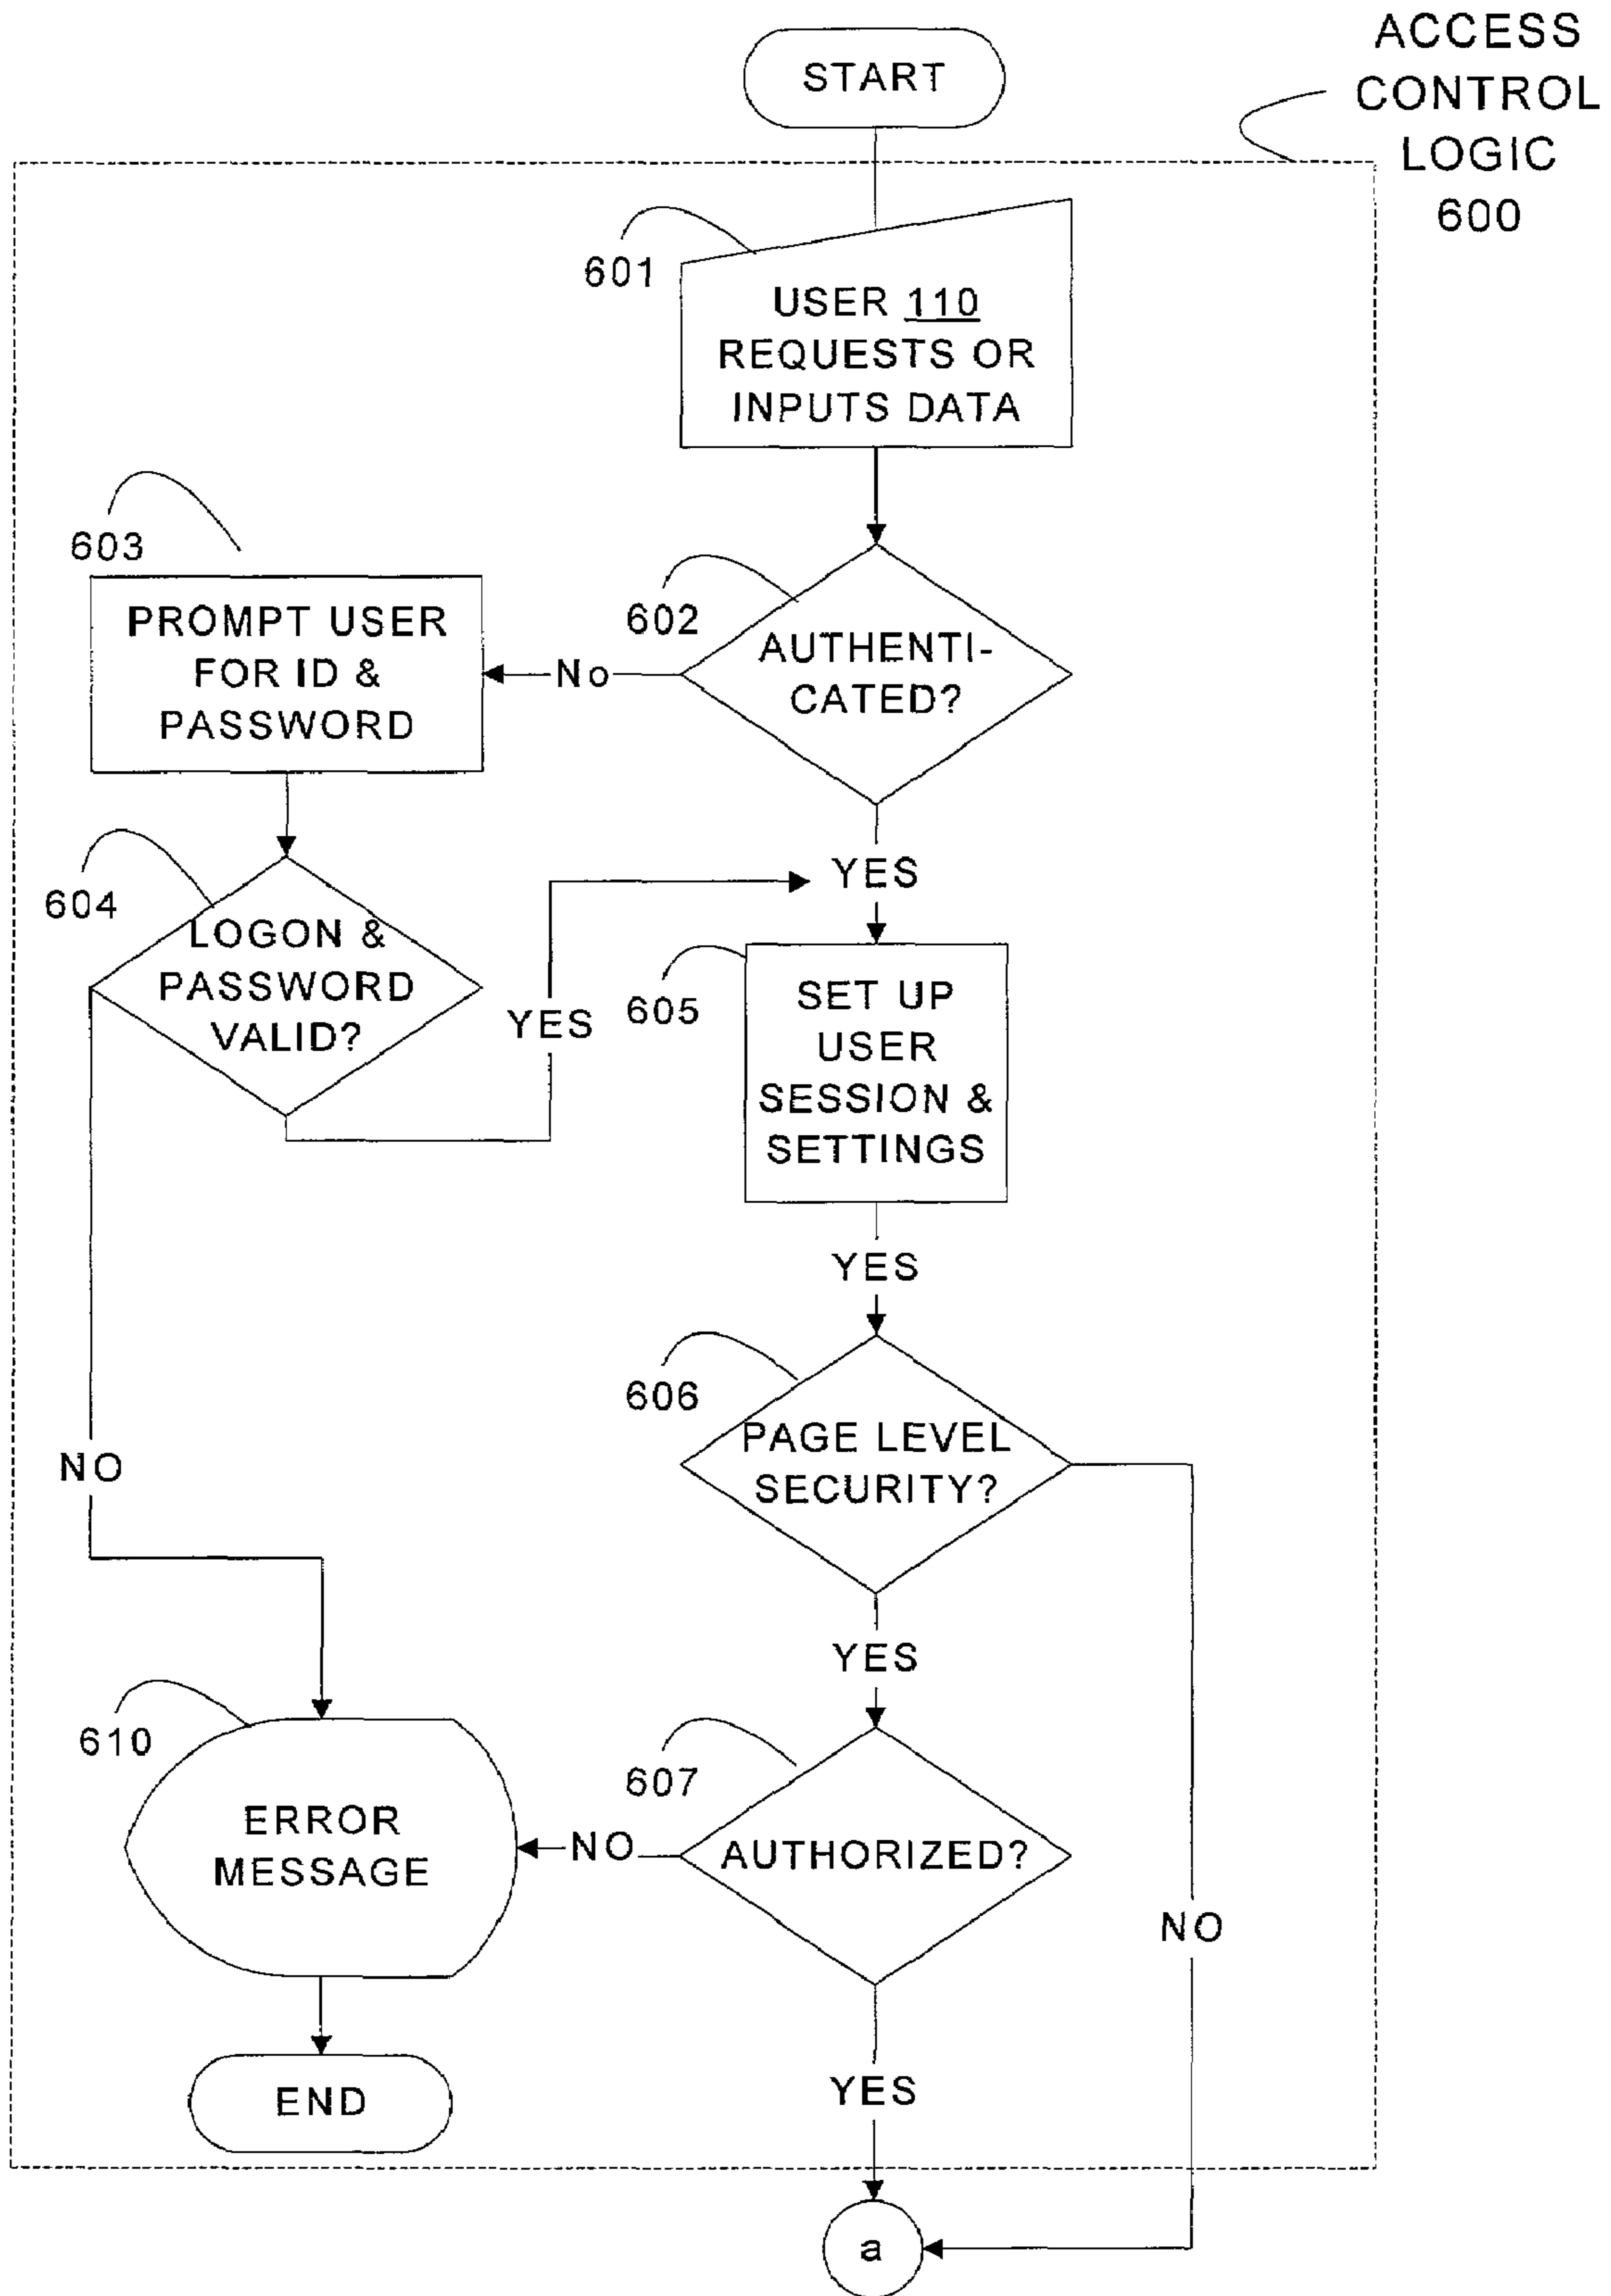 ACCESS
CONTROL
LOGIC
600
START
601
USER 110
REQUESTS OR
INPUTS DATA
603
PROMPT USER
FOR ID &
PASSWORD
No
602
AUTHENTI-
CATED?
YES
604
LOGON &
PASSWORD
VALID?
YES
605
SET UP
USER
SESSION &
SETTINGS
YES
606
PAGE LEVEL
SECURITY?
NO
YES
610
ERROR
MESSAGE
NO
607
AUTHORIZED?
NO
YES
END
a